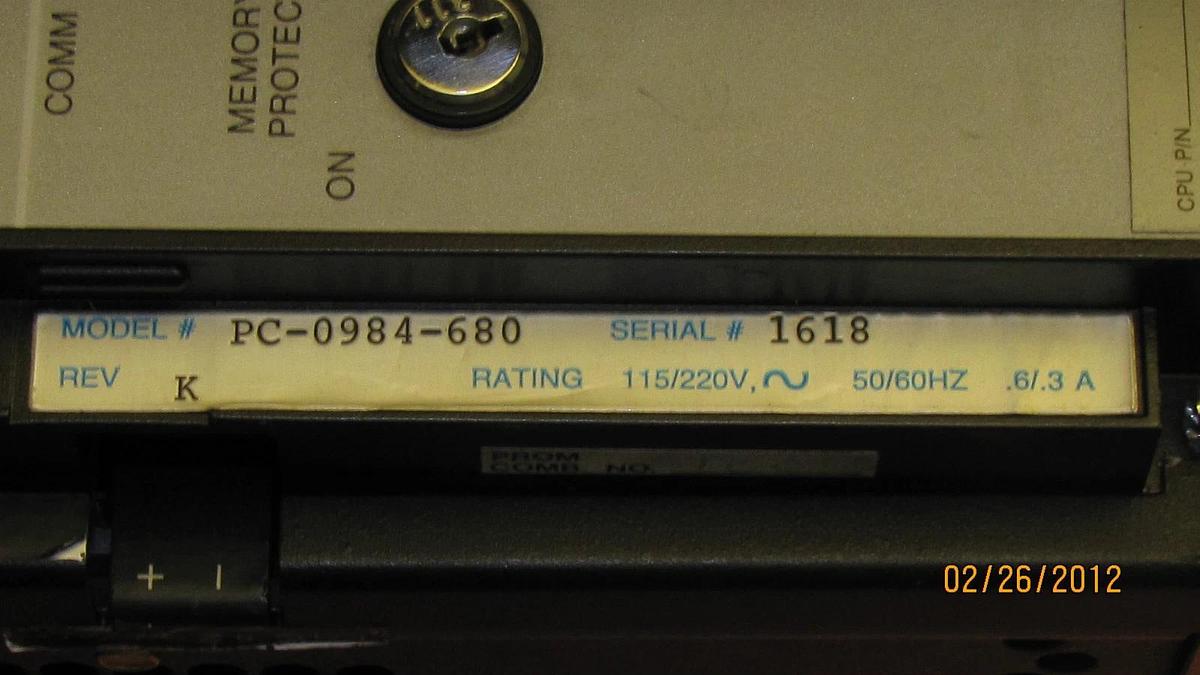 COMM
MEMORY
PROTECT
ON
CPU P/N
MODEL # PC-0984-680 SERIAL # 1618
REV K RATING 115/220V, ~ 50/60HZ .6/.3 A
PROM
COMB NO.
+ -
02/26/2012